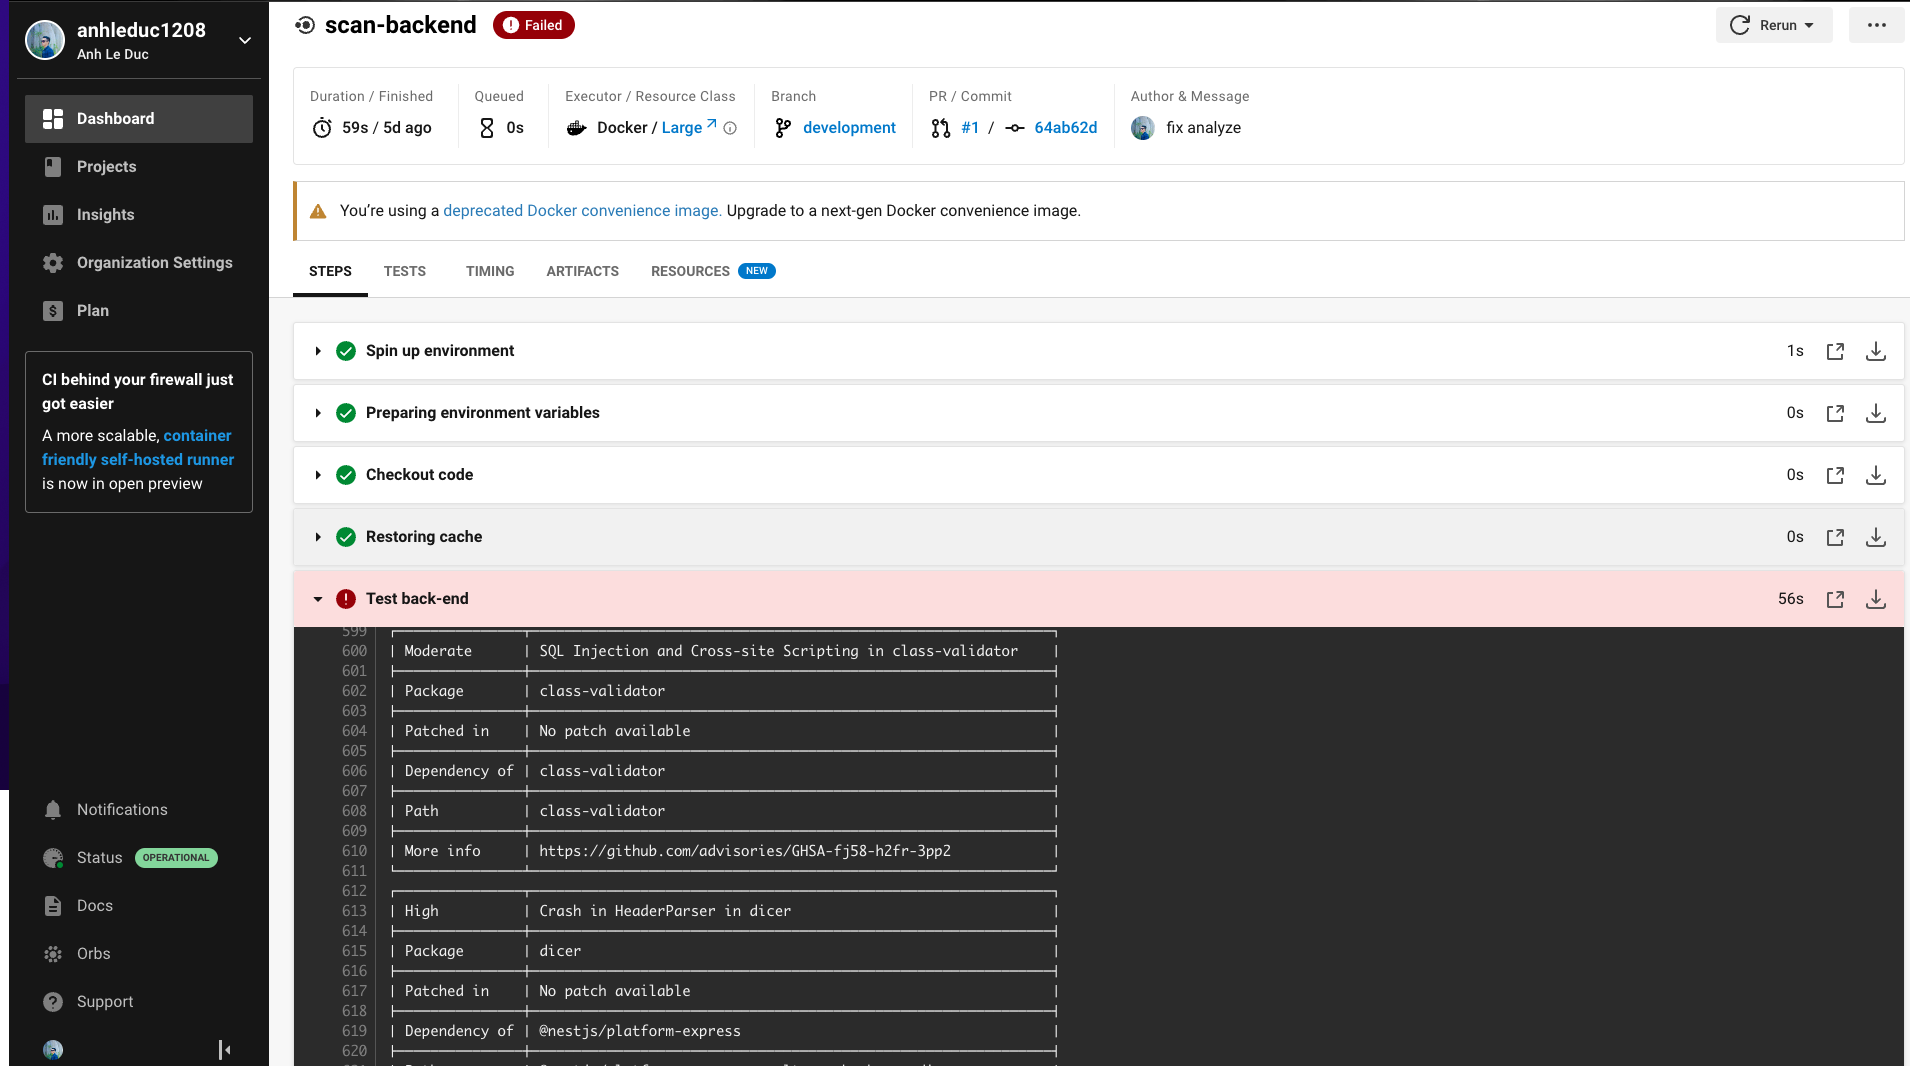 anhleduc1208
Anh Le Duc
Dashboard
Projects
Insights
Organization Settings
Plan
CI behind your firewall just
got easier
A more scalable, container
friendly self-hosted runner
is now in open preview
Notifications
Status OPERATIONAL
Docs
Orbs
Support
scan-backend Failed
Rerun
Duration / Finished
59s / 5d ago
Queued
0s
Executor / Resource Class
Docker / Large
Branch
development
PR / Commit
#1 / 64ab62d
Author & Message
fix analyze
You’re using a deprecated Docker convenience image. Upgrade to a next-gen Docker convenience image.
STEPS TESTS TIMING ARTIFACTS RESOURCES NEW
Spin up environment 1s
Preparing environment variables 0s
Checkout code 0s
Restoring cache 0s
Test back-end 56s
599
600 | Moderate | SQL Injection and Cross-site Scripting in class-validator |
601
602 | Package | class-validator |
603
604 | Patched in | No patch available |
605
606 | Dependency of | class-validator |
607
608 | Path | class-validator |
609
610 | More info | https://github.com/advisories/GHSA-fj58-h2fr-3pp2 |
611
612
613 | High | Crash in HeaderParser in dicer |
614
615 | Package | dicer |
616
617 | Patched in | No patch available |
618
619 | Dependency of | @nestjs/platform-express |
620